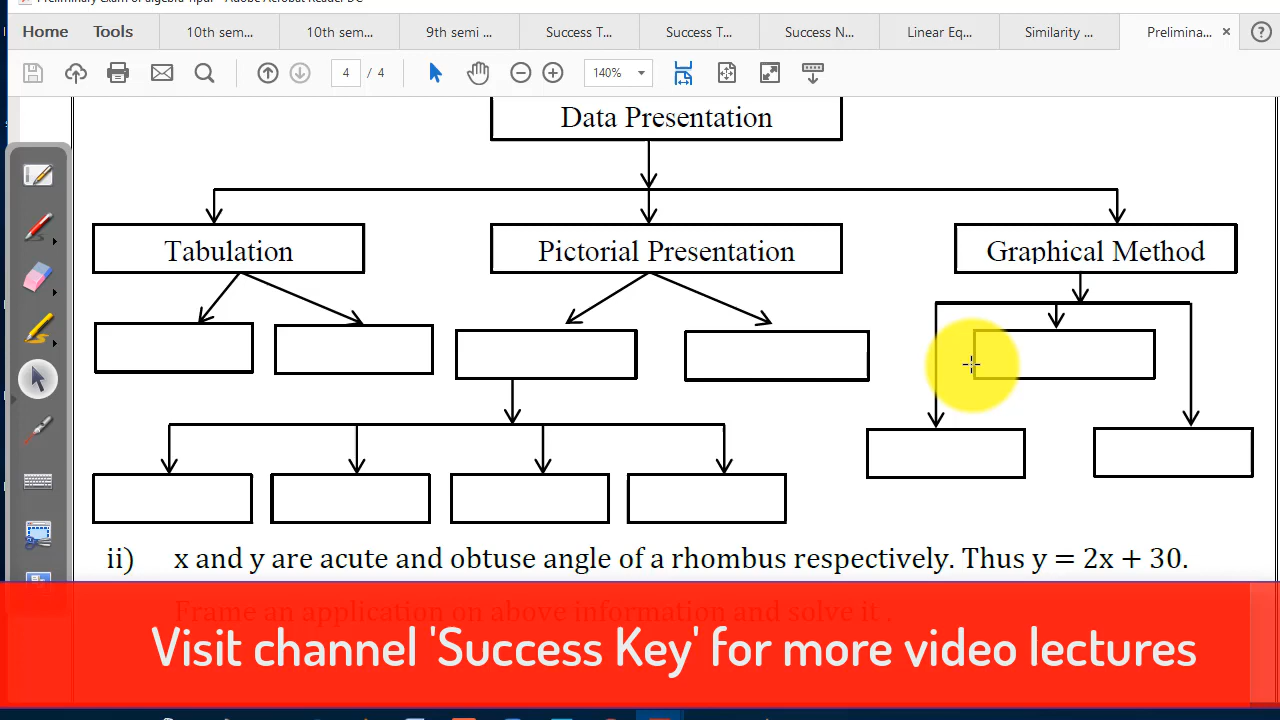 Home Tools 10th sem... 10th sem... 9th semi ... Success T... Success T... Success N... Linear Eq... Similarity ... Prelimina... ×
4 / 4 140%
Data Presentation
Tabulation Pictorial Presentation Graphical Method
ii) x and y are acute and obtuse angle of a rhombus respectively. Thus y = 2x + 30.
Frame an application on above information and solve it .
Visit channel 'Success Key' for more video lectures